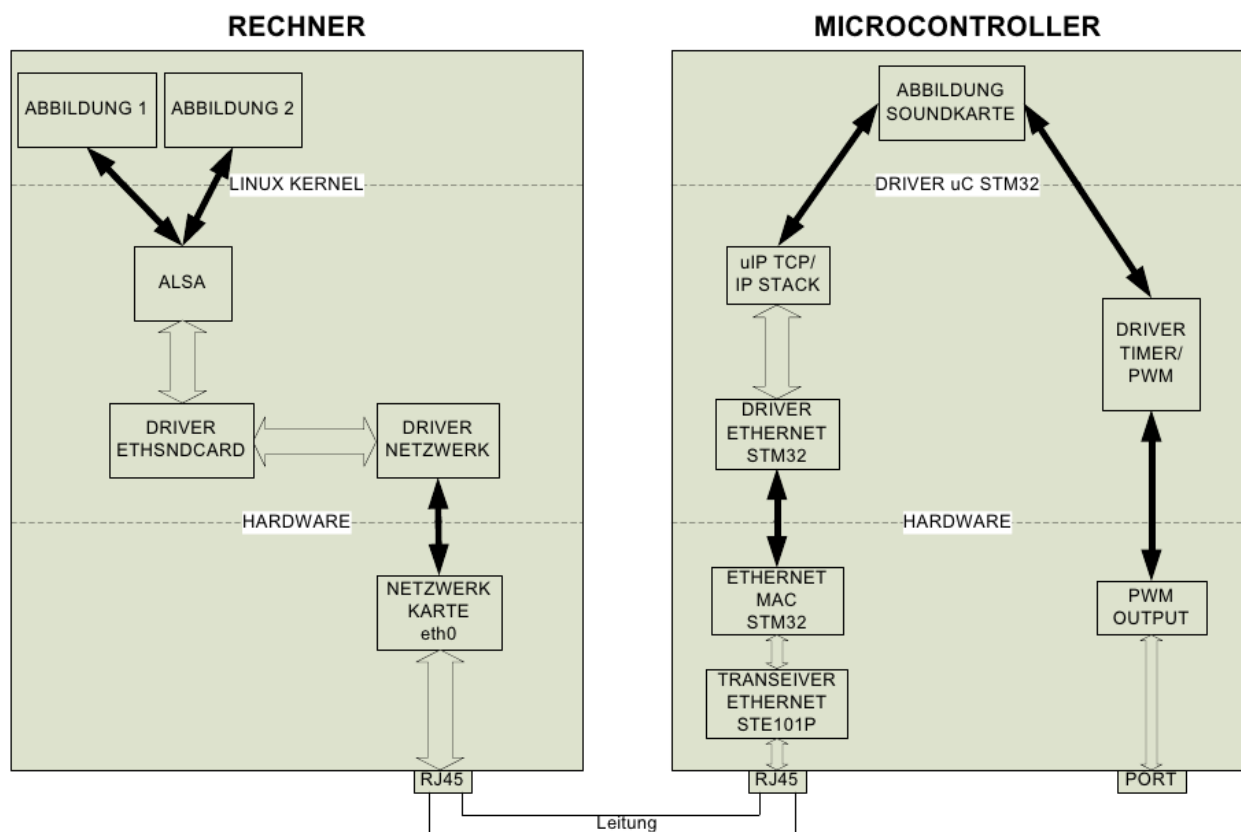 RECHNER
ABBILDUNG 1
ABBILDUNG 2
LINUX KERNEL
ALSA
DRIVER
ETHSNDCARD
DRIVER
NETZWERK
HARDWARE
NETZWERK
KARTE
eth0
RJ45
MICROCONTROLLER
ABBILDUNG
SOUNDKARTE
DRIVER uC STM32
uIP TCP/
IP STACK
DRIVER
TIMER/
PWM
DRIVER
ETHERNET
STM32
HARDWARE
ETHERNET
MAC
STM32
PWM
OUTPUT
TRANSEIVER
ETHERNET
STE101P
RJ45
PORT
Leitung